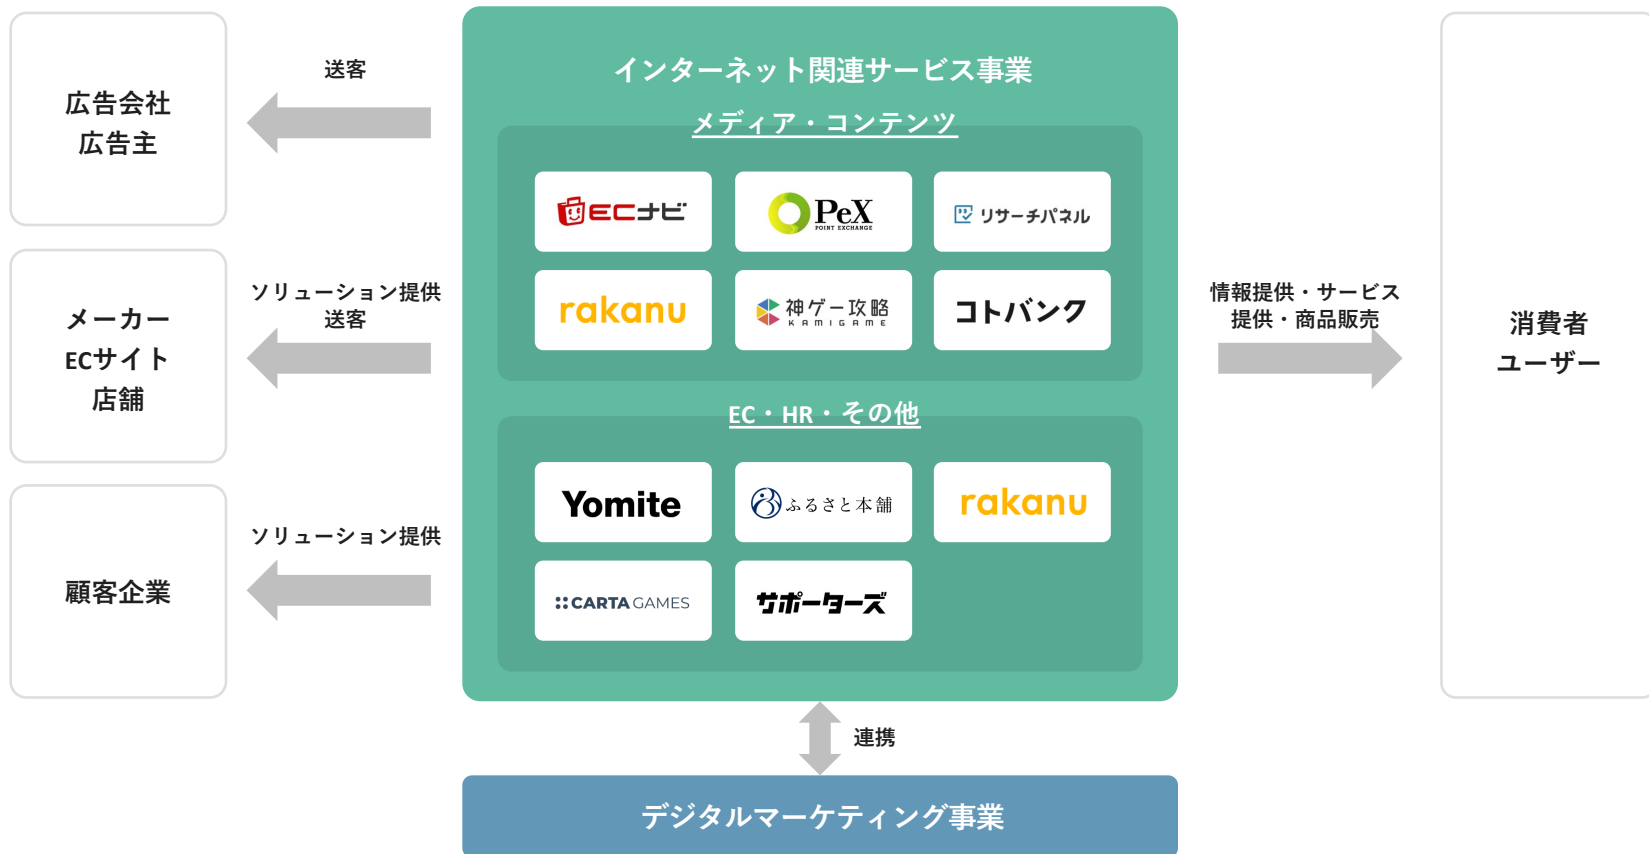 広告会社
広告主
メーカー
ECサイト
店舗
顧客企業
送客
ソリューション提供
送客
ソリューション提供
インターネット関連サービス事業
メディア・コンテンツ
ECナビ
PeX
POINT EXCHANGE
リサーチパネル
rakanu
神ゲー攻略
KAMIGAME
コトバンク
EC・HR・その他
Yomite
ふるさと本舗
rakanu
CARTA GAMES
サポーターズ
情報提供・サービス
提供・商品販売
消費者
ユーザー
連携
デジタルマーケティング事業